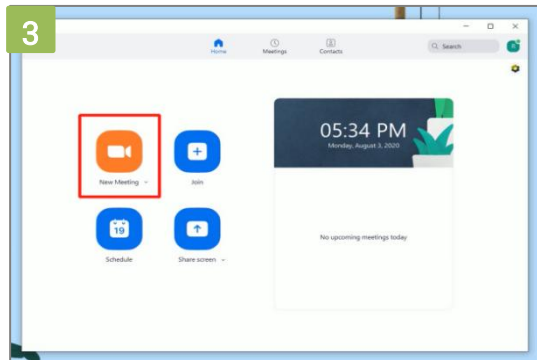 3
Home
Meetings
Contacts
Search
05:34 PM
Monday, August 3, 2020
New Meeting
Join
19
Schedule
Share screen
No upcoming meetings today